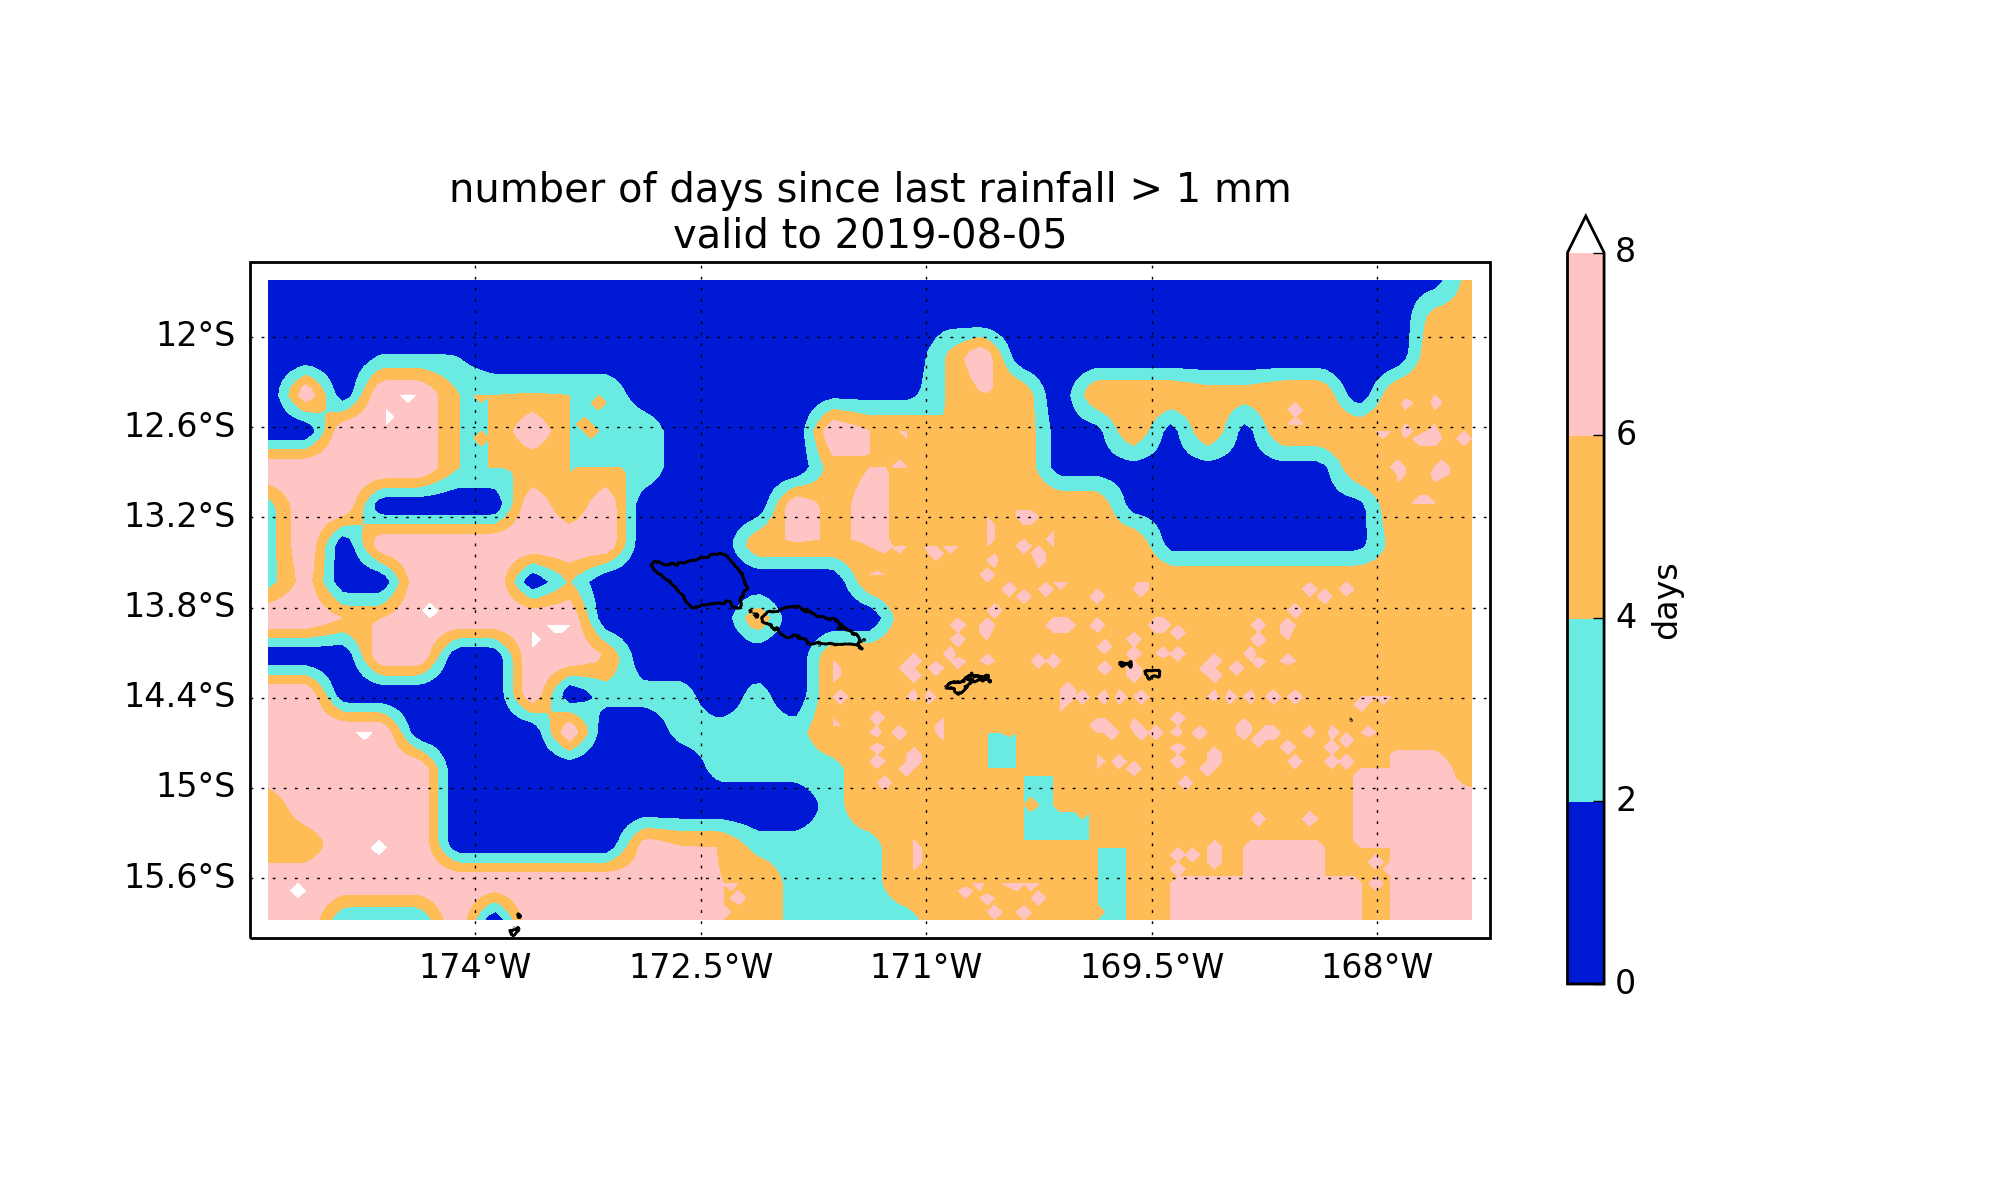 number of days since last rainfall > 1 mm
valid to 2019-08-05
12°S
12.6°S
13.2°S
13.8°S
14.4°S
15°S
15.6°S
174°W
172.5°W
171°W
169.5°W
168°W
8
6
4
2
0
days